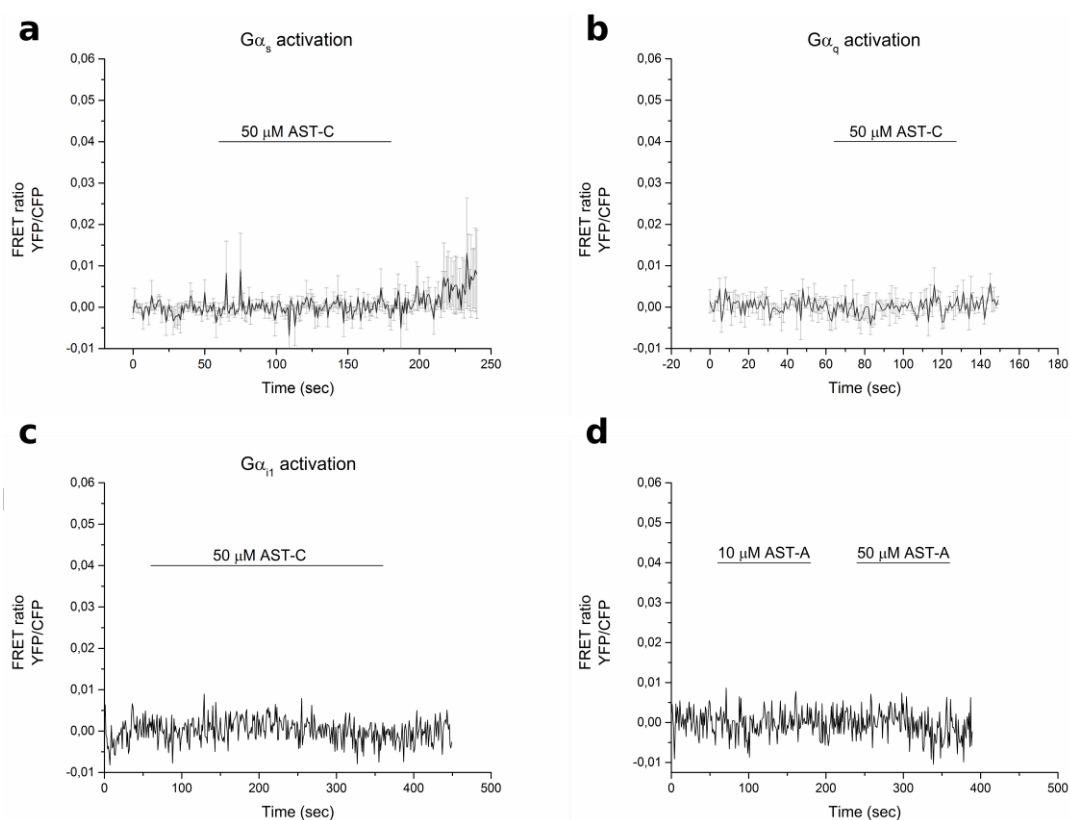 a
Gαs activation
0,06
0,05
0,04
0,03
0,02
0,01
0,00
-0,01
50 μM AST-C
FRET ratio
YFP/CFP
0 50 100 150 200 250
Time (sec)
b
Gαq activation
0,06
0,05
0,04
0,03
0,02
0,01
0,00
-0,01
50 μM AST-C
FRET ratio
YFP/CFP
-20 0 20 40 60 80 100 120 140 160 180
Time (sec)
c
Gαi1 activation
0,06
0,05
0,04
0,03
0,02
0,01
0,00
-0,01
50 μM AST-C
FRET ratio
YFP/CFP
0 100 200 300 400 500
Time (sec)
d
0,06
0,05
0,04
0,03
0,02
0,01
0,00
-0,01
10 μM AST-A 50 μM AST-A
FRET ratio
YFP/CFP
0 100 200 300 400 500
Time (sec)